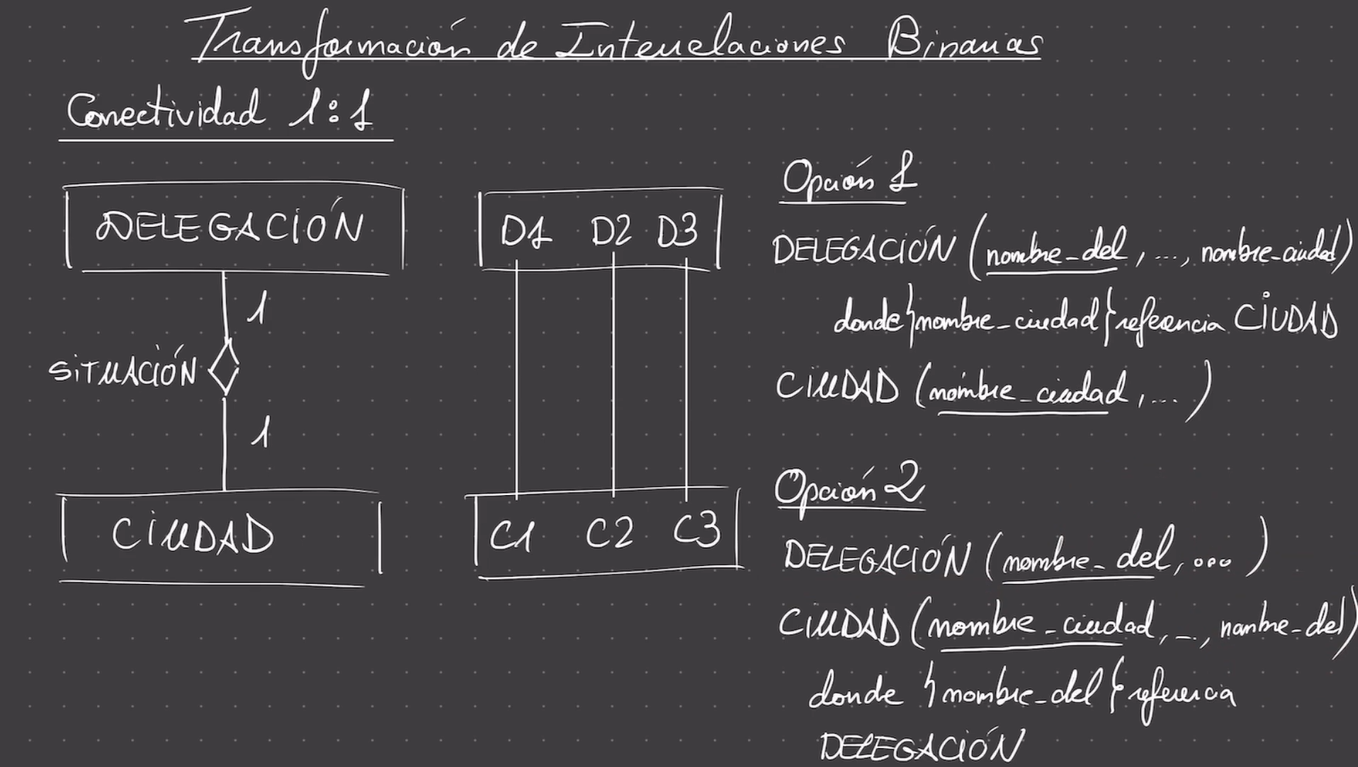 Transformación de Interrelaciones Binarias
Conectividad 1:1
DELEGACIÓN
1
SITUACIÓN
1
CIUDAD
D1 D2 D3
C1 C2 C3
Opción 1
DELEGACIÓN (nombre_del, ..., nombre_ciudad)
donde {nombre_ciudad} referencia CIUDAD
CIUDAD (nombre_ciudad, ...)
Opción 2
DELEGACIÓN (nombre_del, ...)
CIUDAD (nombre_ciudad, ..., nombre_del)
donde {nombre_del} referencia
DELEGACIÓN